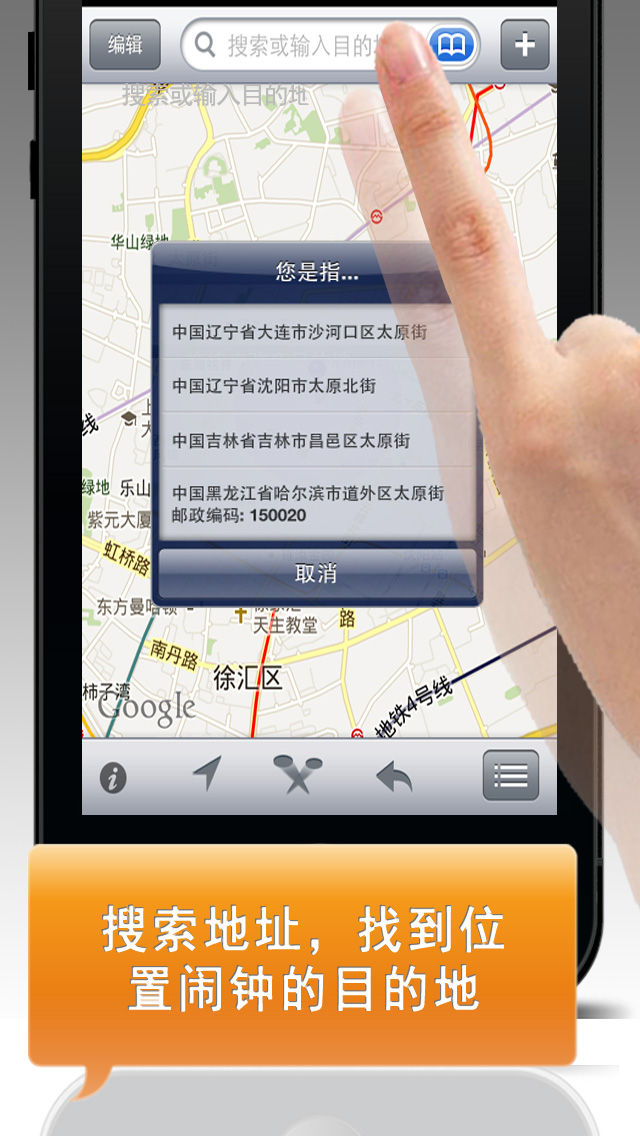 编辑
搜索或输入目的地
搜索或输入目的地
华山绿地
您是指...
中国辽宁省大连市沙河口区太原街
中国辽宁省沈阳市太原北街
中国吉林省吉林市昌邑区太原街
中国黑龙江省哈尔滨市道外区太原街
邮政编码: 150020
取消
线
上
大
绿地
乐山
紫元大厦
虹桥路
东方曼哈顿
天主教堂
路
南丹路
徐汇区
柿子湾
Google
地铁4号线
搜索地址，找到位
置闹钟的目的地